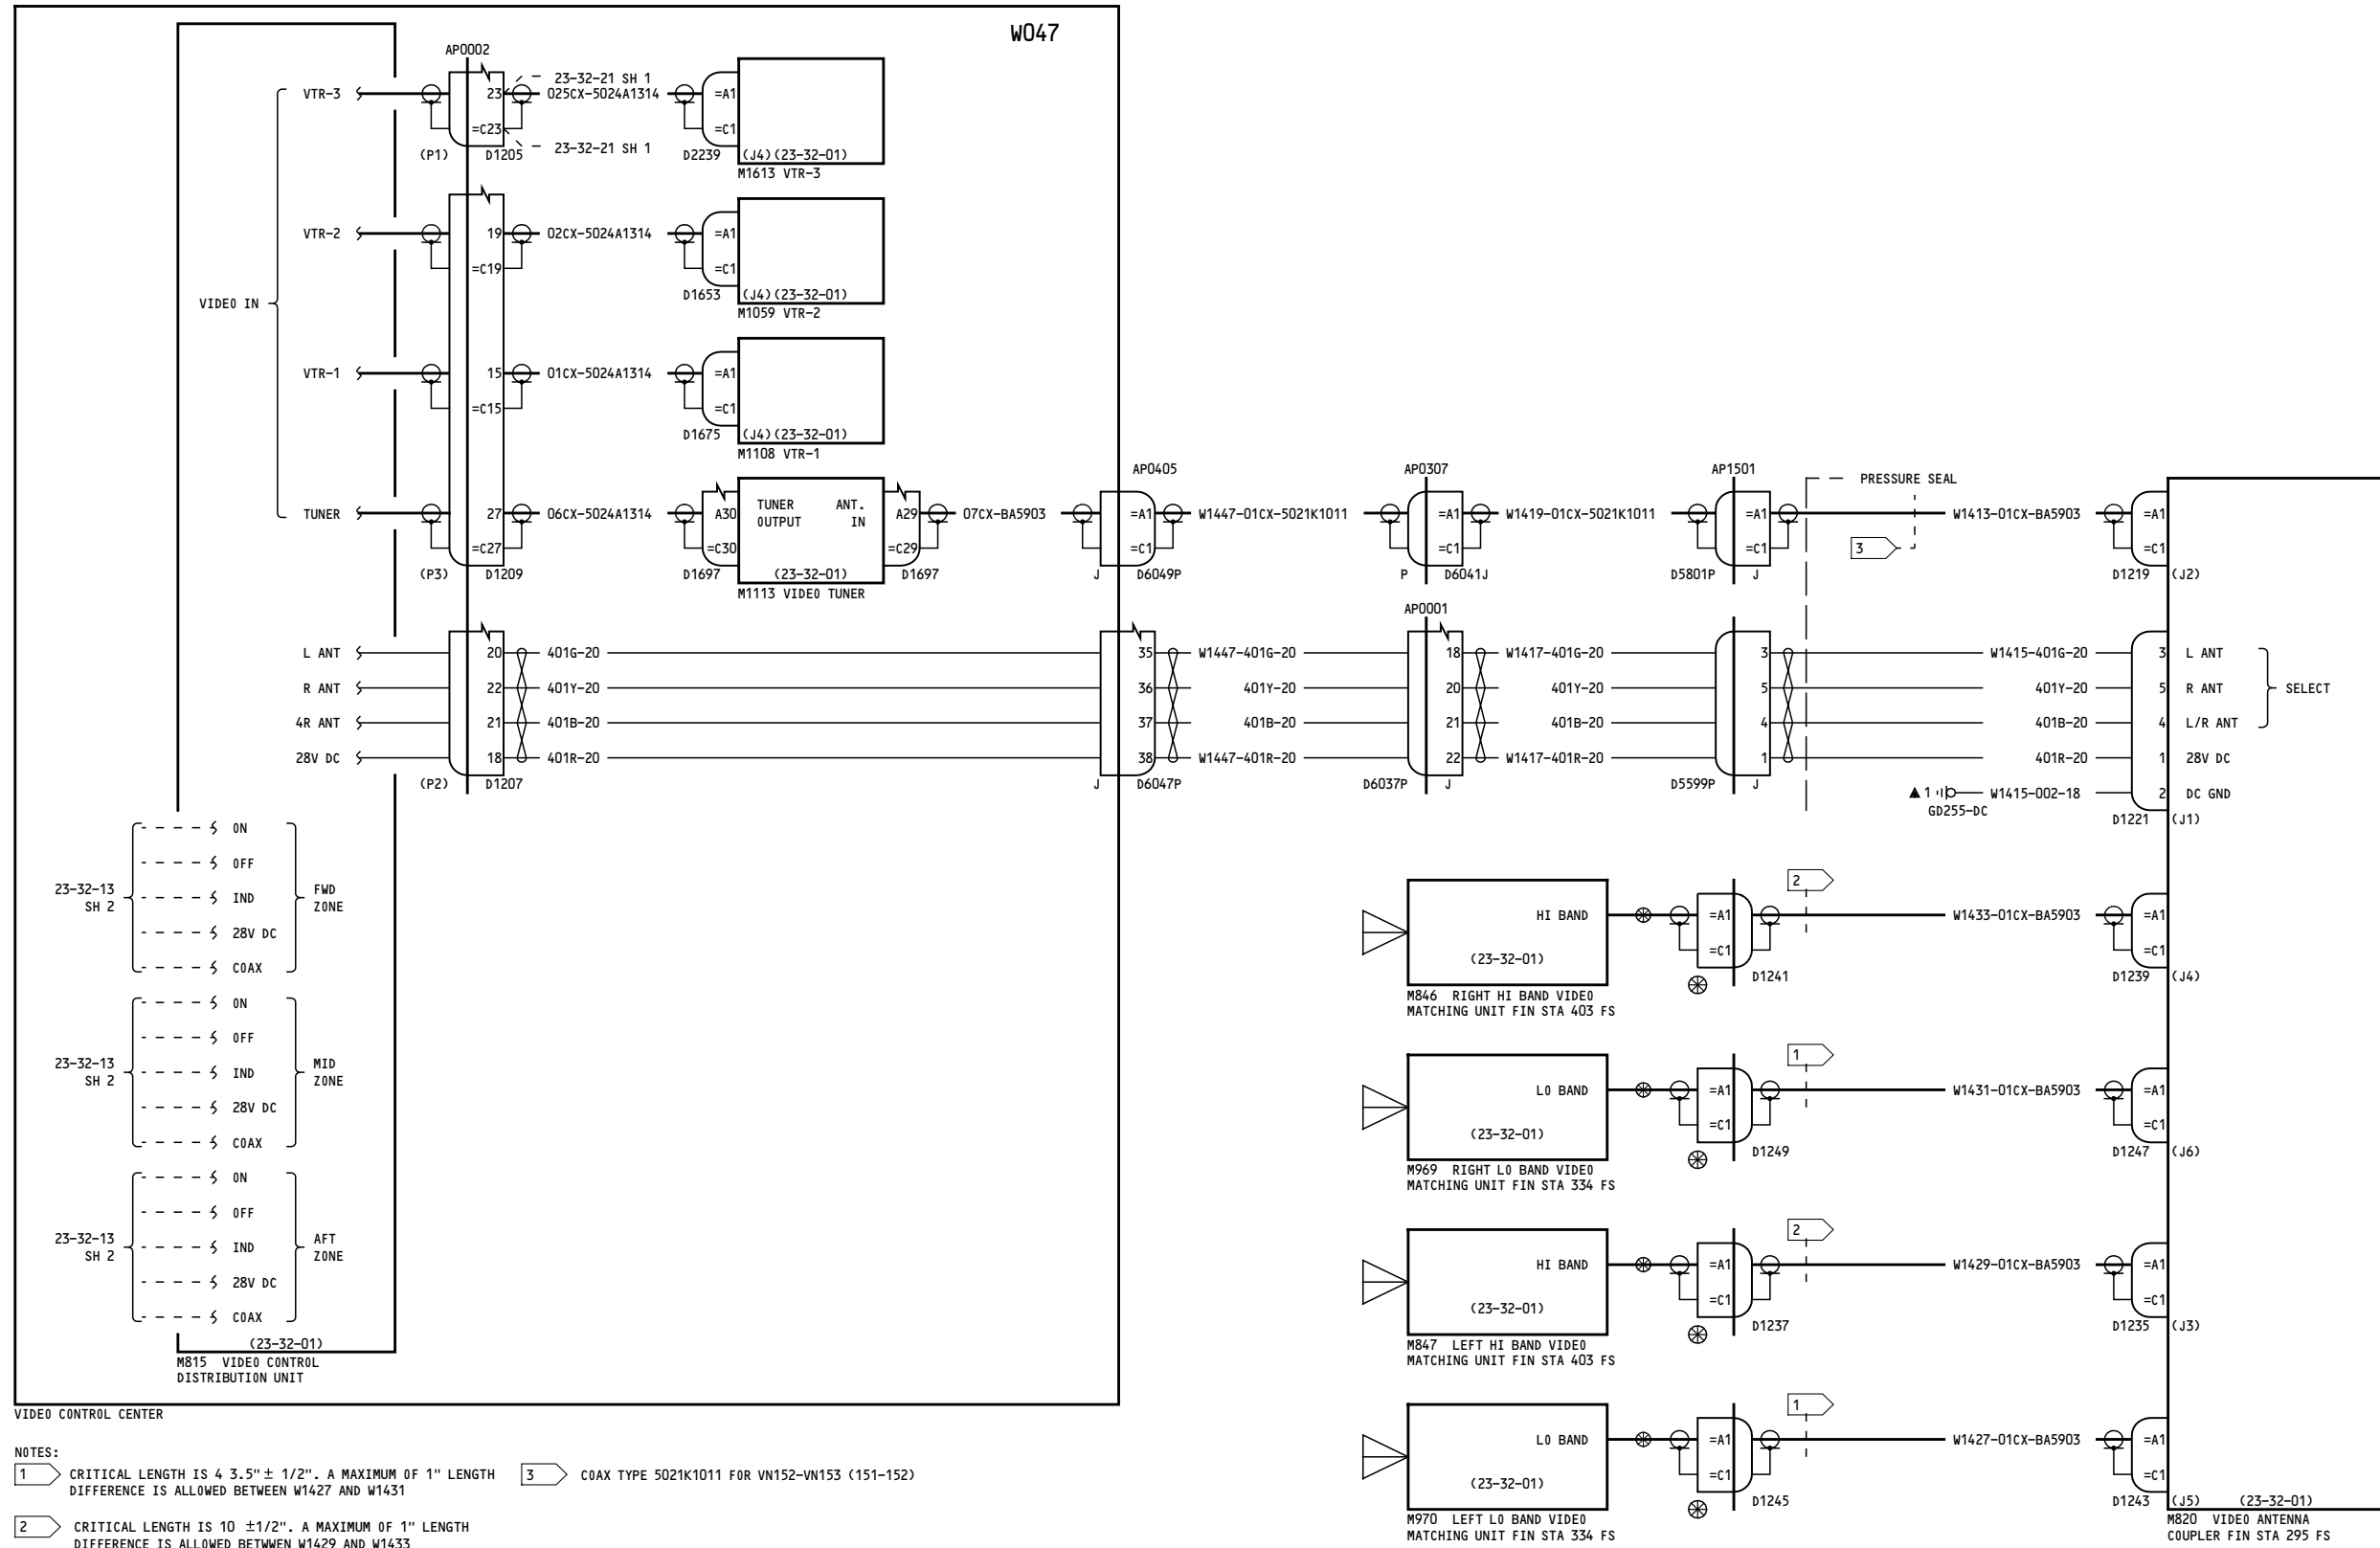 W047
AP0002
VTR-3
23
=C23
(P1)
D1205
23-32-21 SH 1
025CX-5024A1314
23-32-21 SH 1
=A1
=C1
D2239
(J4)(23-32-01)
M1613 VTR-3
VTR-2
19
=C19
02CX-5024A1314
=A1
=C1
D1653
(J4)(23-32-01)
M1059 VTR-2
VIDEO IN
VTR-1
15
=C15
01CX-5024A1314
=A1
=C1
D1675
(J4)(23-32-01)
M1108 VTR-1
TUNER
27
=C27
(P3)
D1209
06CX-5024A1314
A30
=C30
D1697
TUNER OUTPUT
ANT. IN
(23-32-01)
M1113 VIDEO TUNER
A29
=C29
D1697
07CX-BA5903
AP0405
=A1
=C1
J
D6049P
W1447-01CX-5021K1011
AP0307
=A1
=C1
P
D6041J
W1419-01CX-5021K1011
AP1501
=A1
=C1
D5801P
J
PRESSURE SEAL
3
W1413-01CX-BA5903
=A1
=C1
D1219
(J2)
AP0001
L ANT
20
401G-20
35
W1447-401G-20
18
W1417-401G-20
3
W1415-401G-20
3
L ANT
R ANT
22
401Y-20
36
401Y-20
20
401Y-20
5
401Y-20
5
R ANT
SELECT
4R ANT
21
401B-20
37
401B-20
21
401B-20
4
401B-20
4
L/R ANT
28V DC
18
401R-20
38
W1447-401R-20
22
W1417-401R-20
1
401R-20
1
28V DC
(P2)
D1207
J
D6047P
D6037P
J
D5599P
J
1
GD255-DC
W1415-002-18
2
DC GND
D1221
(J1)
23-32-13
SH 2
ON
OFF
IND
28V DC
COAX
FWD
ZONE
23-32-13
SH 2
ON
OFF
IND
28V DC
COAX
MID
ZONE
23-32-13
SH 2
ON
OFF
IND
28V DC
COAX
AFT
ZONE
(23-32-01)
M815 VIDEO CONTROL
DISTRIBUTION UNIT
VIDEO CONTROL CENTER
HI BAND
(23-32-01)
M846 RIGHT HI BAND VIDEO
MATCHING UNIT FIN STA 403 FS
=A1
=C1
D1241
2
W1433-01CX-BA5903
=A1
=C1
D1239
(J4)
LO BAND
(23-32-01)
M969 RIGHT LO BAND VIDEO
MATCHING UNIT FIN STA 334 FS
=A1
=C1
D1249
1
W1431-01CX-BA5903
=A1
=C1
D1247
(J6)
HI BAND
(23-32-01)
M847 LEFT HI BAND VIDEO
MATCHING UNIT FIN STA 403 FS
=A1
=C1
D1237
2
W1429-01CX-BA5903
=A1
=C1
D1235
(J3)
LO BAND
(23-32-01)
M970 LEFT LO BAND VIDEO
MATCHING UNIT FIN STA 334 FS
=A1
=C1
D1245
1
W1427-01CX-BA5903
=A1
=C1
D1243
(J5)
(23-32-01)
M820 VIDEO ANTENNA
COUPLER FIN STA 295 FS
NOTES:
1 CRITICAL LENGTH IS 4 3.5"± 1/2". A MAXIMUM OF 1" LENGTH
DIFFERENCE IS ALLOWED BETWEEN W1427 AND W1431
3 COAX TYPE 5021K1011 FOR VN152-VN153 (151-152)
2 CRITICAL LENGTH IS 10 ±1/2". A MAXIMUM OF 1" LENGTH
DIFFERENCE IS ALLOWED BETWWEN W1429 AND W1433